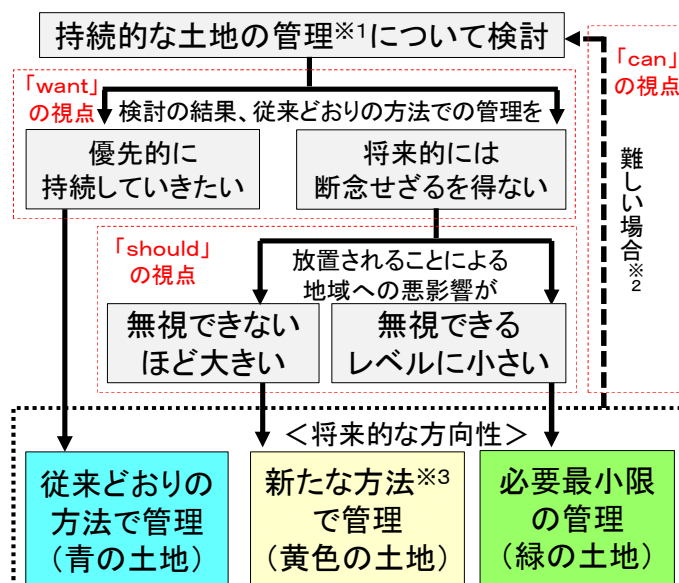 持続的な土地の管理※1について検討
「can」
の視点
「want」
の視点
検討の結果、従来どおりの方法での管理を
優先的に
持続していきたい
将来的には
断念せざるを得ない
難しい場合※2
「should」
の視点
放置されることによる
地域への悪影響が
無視できない
ほど大きい
無視できる
レベルに小さい
＜将来的な方向性＞
従来どおりの
方法で管理
（青の土地）
新たな方法※3
で管理
（黄色の土地）
必要最小限
の管理
（緑の土地）